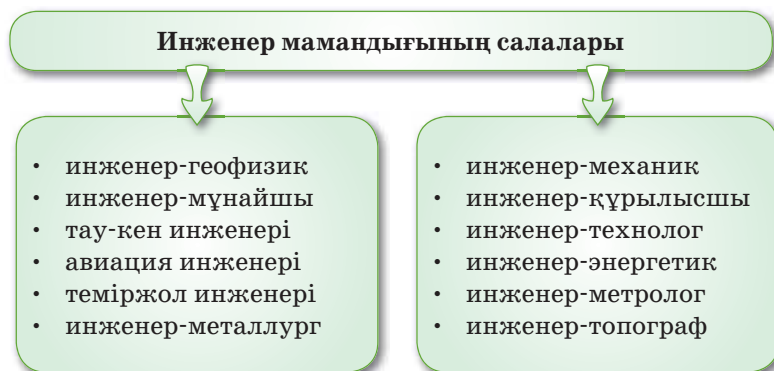 Инженер мамандығының салалары
• инженер-геофизик
• инженер-мұнайшы
• тау-кен инженері
• авиация инженері
• теміржол инженері
• инженер-металлург
• инженер-механик
• инженер-құрылысшы
• инженер-технолог
• инженер-энергетик
• инженер-метролог
• инженер-топограф